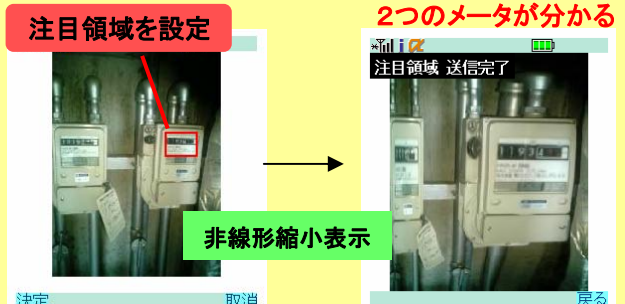 注目領域を設定
２つのメータが分かる
注目領域 送信完了
非線形縮小表示
決定
取消
戻る